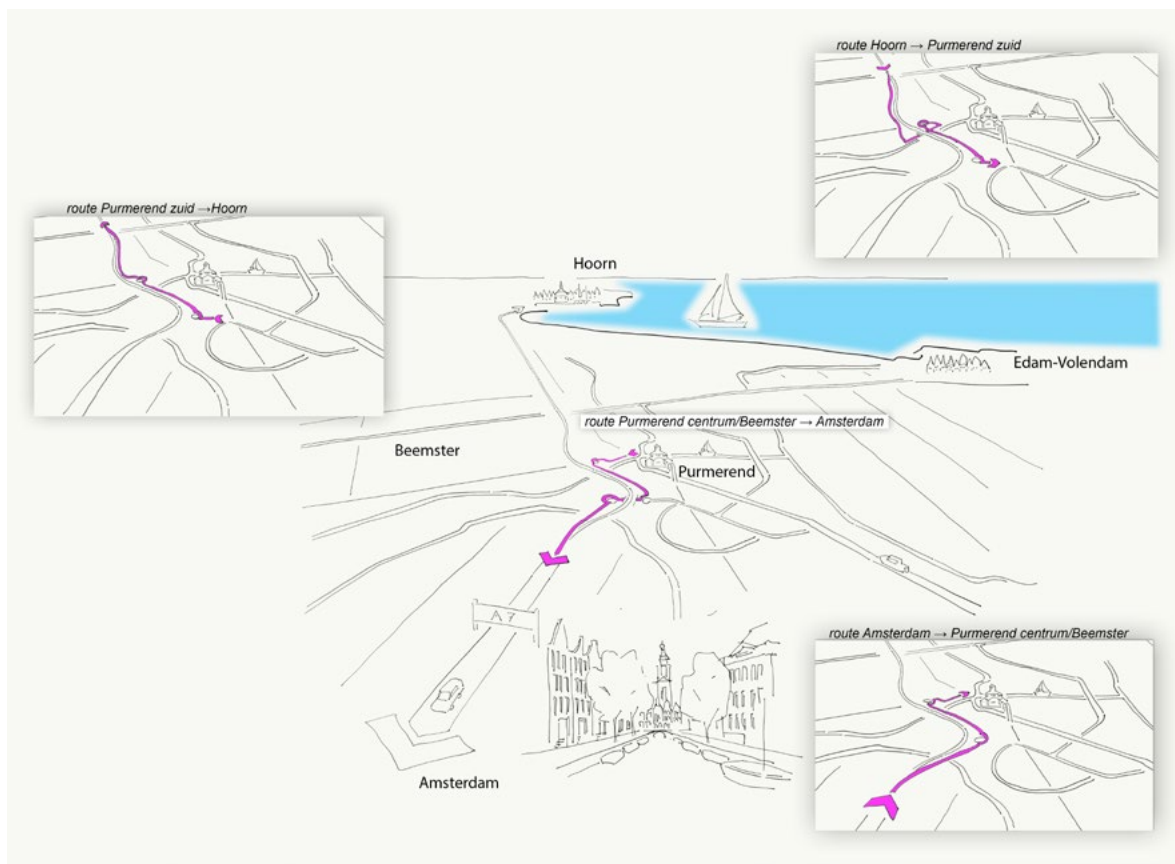 route Hoorn → Purmerend zuid
route Purmerend zuid →Hoorn
Hoorn
Edam-Volendam
route Purmerend centrum/Beemster → Amsterdam
Beemster
Purmerend
A7
route Amsterdam → Purmerend centrum/Beemster
Amsterdam